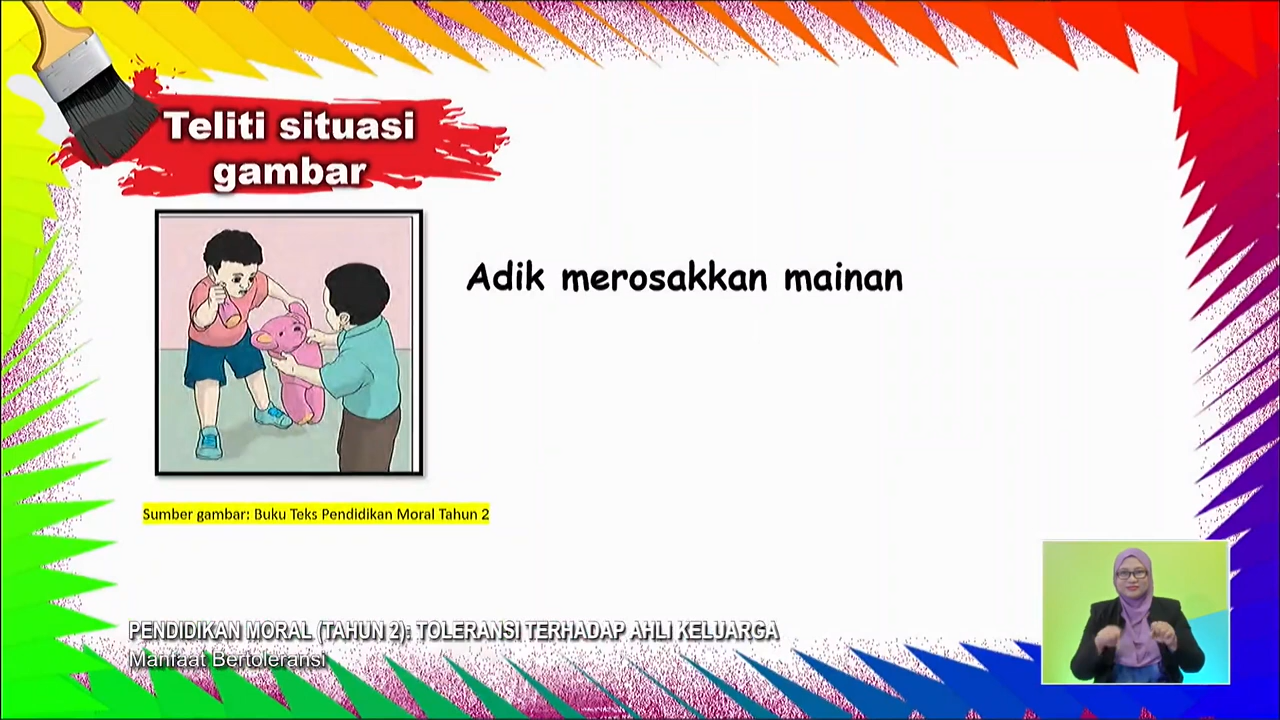 Teliti situasi
gambar
Adik merosakkan mainan
Sumber gambar: Buku Teks Pendidikan Moral Tahun 2
PENDIDIKAN MORAL (TAHUN 2): TOLERANSI TERHADAP AHLI KELUARGA
Manfaat Bertoleransi